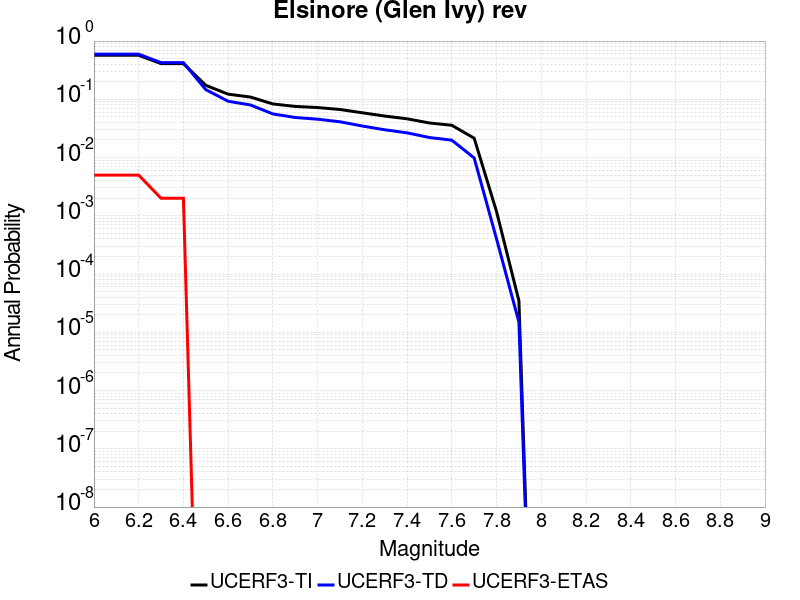 Elsinore (Glen Ivy) rev
Annual Probability
10^0
10^-1
10^-2
10^-3
10^-4
10^-5
10^-6
10^-7
10^-8
6 6.2 6.4 6.6 6.8 7 7.2 7.4 7.6 7.8 8 8.2 8.4 8.6 8.8 9
Magnitude
UCERF3-TI UCERF3-TD UCERF3-ETAS